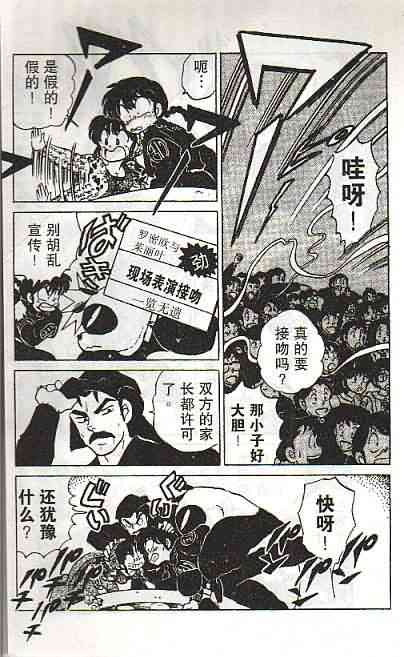 哇呀！
真的要
接吻吗？
那小子好
大胆！
呃…
是假的！
假的！
罗密欧与
茱丽叶
劲
现场表演接吻
一览无遗
别胡乱
宣传！
双方的家
长都许可
了。
快呀！
还犹豫
什么？